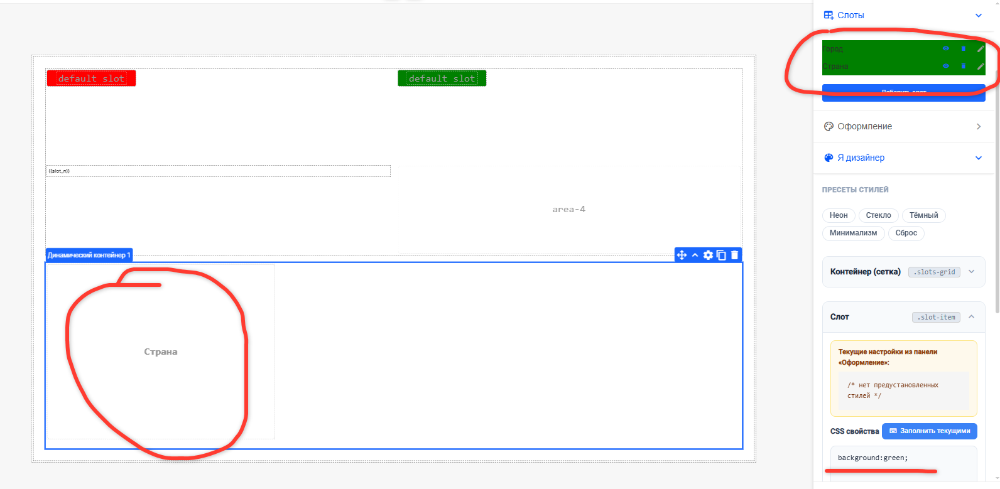 Слоты
Город
Страна
Добавить слот
Оформление
Я дизайнер
ПРЕСЕТЫ СТИЛЕЙ
Неон
Стекло
Тёмный
Минимализм
Сброс
Контейнер (сетка)
.slots-grid
Слот
.slot-item
Текущие настройки из панели
«Оформление»:
/* нет предустановленных
стилей */
CSS свойства
Заполнить текущими
background:green;
default slot
default slot
{{slot_n}}
area-4
Динамический контейнер 1
Страна